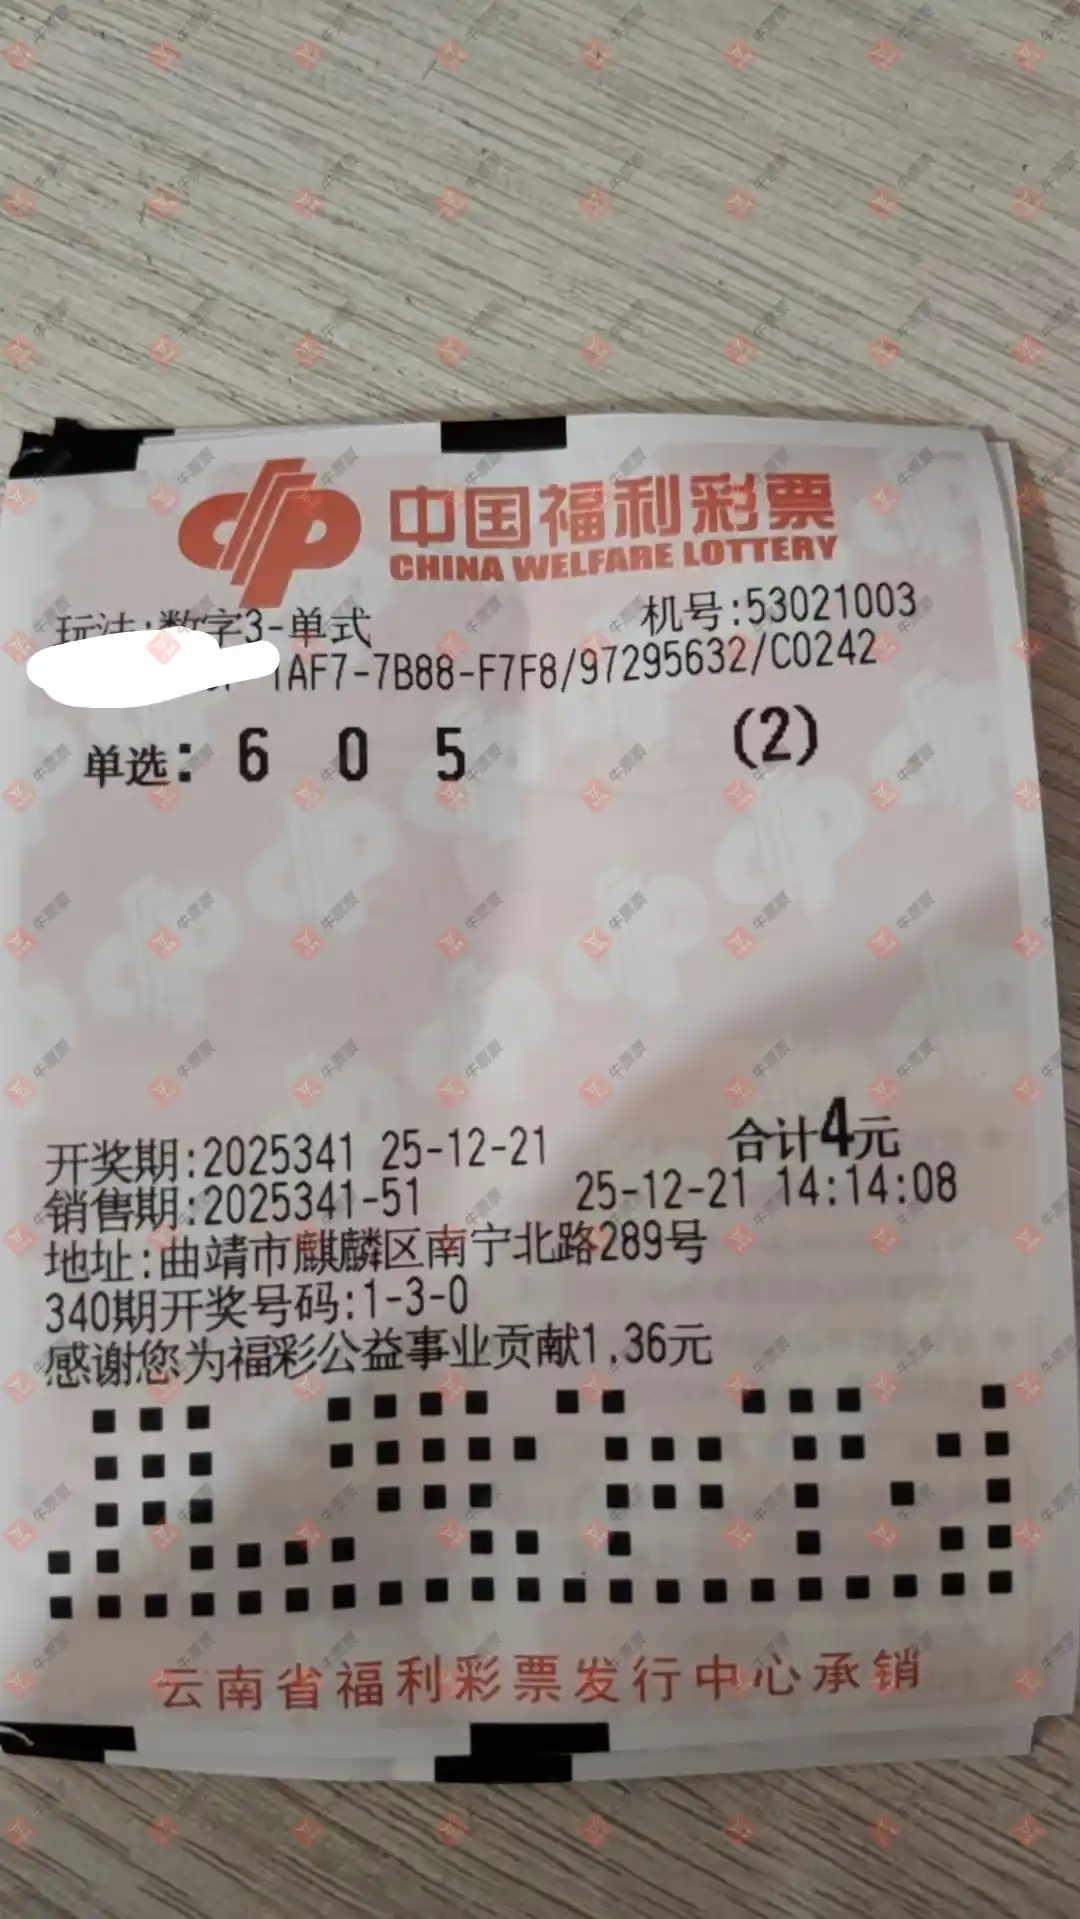 中国福利彩票
CHINA WELFARE LOTTERY
玩法:数字3-单式 机号:53021003
1AF7-7B88-F7F8/97295632/C0242
单选: 6 0 5 (2)
开奖期:2025341 25-12-21 合计4元
销售期:2025341-51 25-12-21 14:14:08
地址:曲靖市麒麟区南宁北路289号
340期开奖号码:1-3-0
感谢您为福彩公益事业贡献1.36元
云南省福利彩票发行中心承销
牛票票